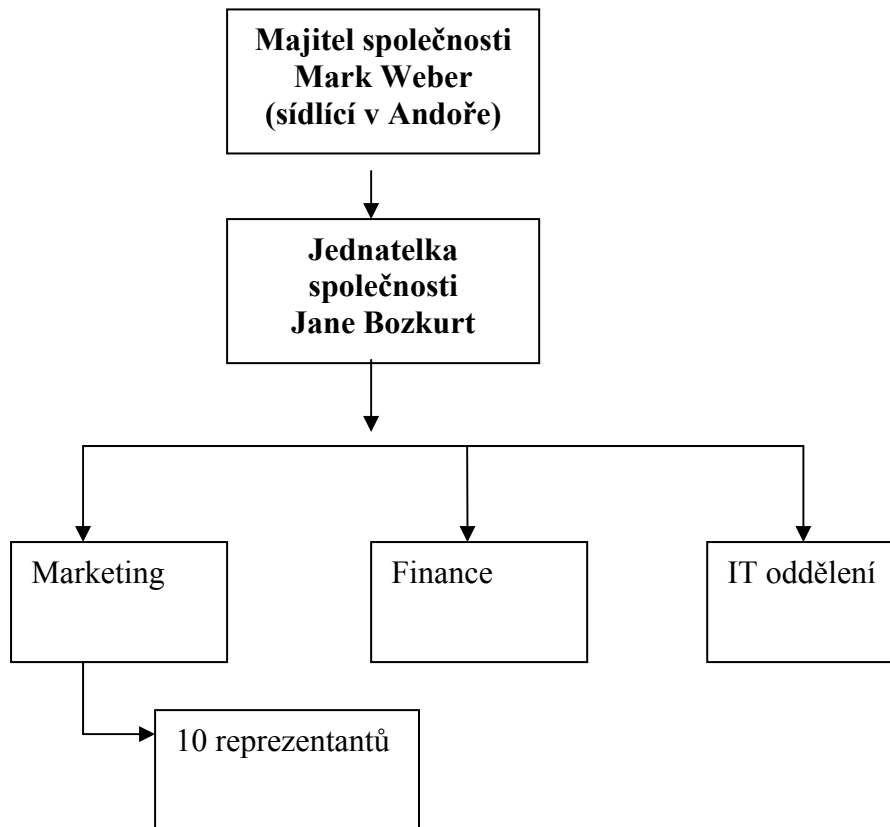 Majitel společnosti
Mark Weber
(sídlící v Andoře)
Jednatelka
společnosti
Jane Bozkurt
Marketing
Finance
IT oddělení
10 reprezentantů